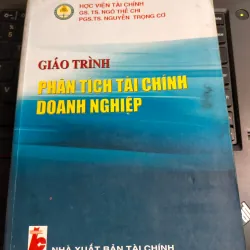 HỌC VIỆN TÀI CHÍNH
GS. TS. NGÔ THẾ CHI
PGS.TS. NGUYỄN TRỌNG CƠ
GIÁO TRÌNH
PHÂN TÍCH TÀI CHÍNH
DOANH NGHIỆP
NHÀ XUẤT BẢN TÀI CHÍNH